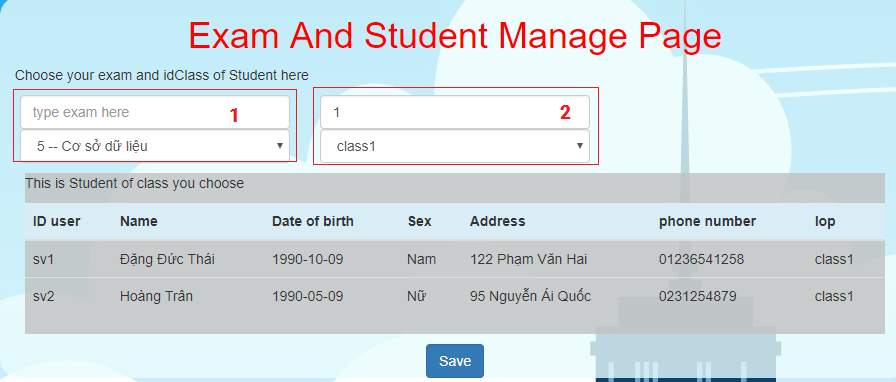 Exam And Student Manage Page
Choose your exam and idClass of Student here
type exam here 1 1 2
5 -- Cơ sở dữ liệu class1
This is Student of class you choose
ID user Name Date of birth Sex Address phone number lop
sv1 Đặng Đức Thái 1990-10-09 Nam 122 Phạm Văn Hai 01236541258 class1
sv2 Hoàng Trân 1990-05-09 Nữ 95 Nguyễn Ái Quốc 0231254879 class1
Save